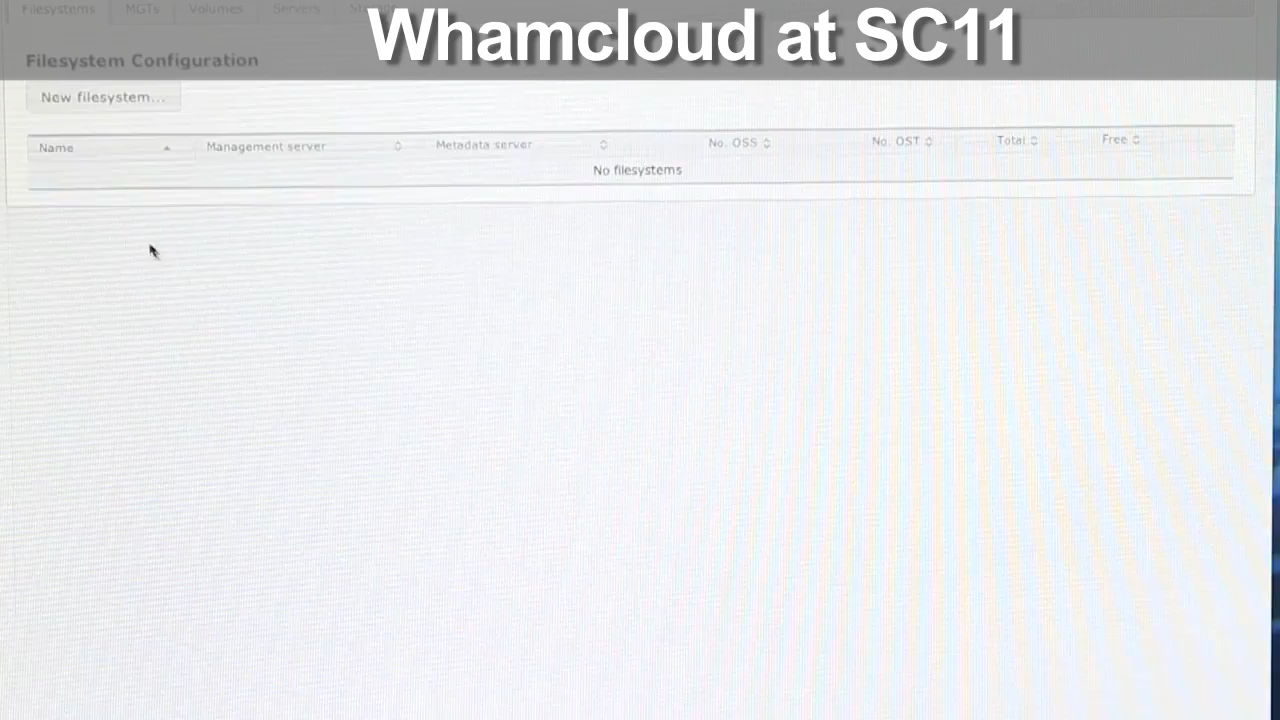 Whamcloud at SC11
Filesystems MGTs Volumes Servers
Filesystem Configuration
New filesystem...
Name Management server Metadata server No. OSS No. OST Total Free
No filesystems